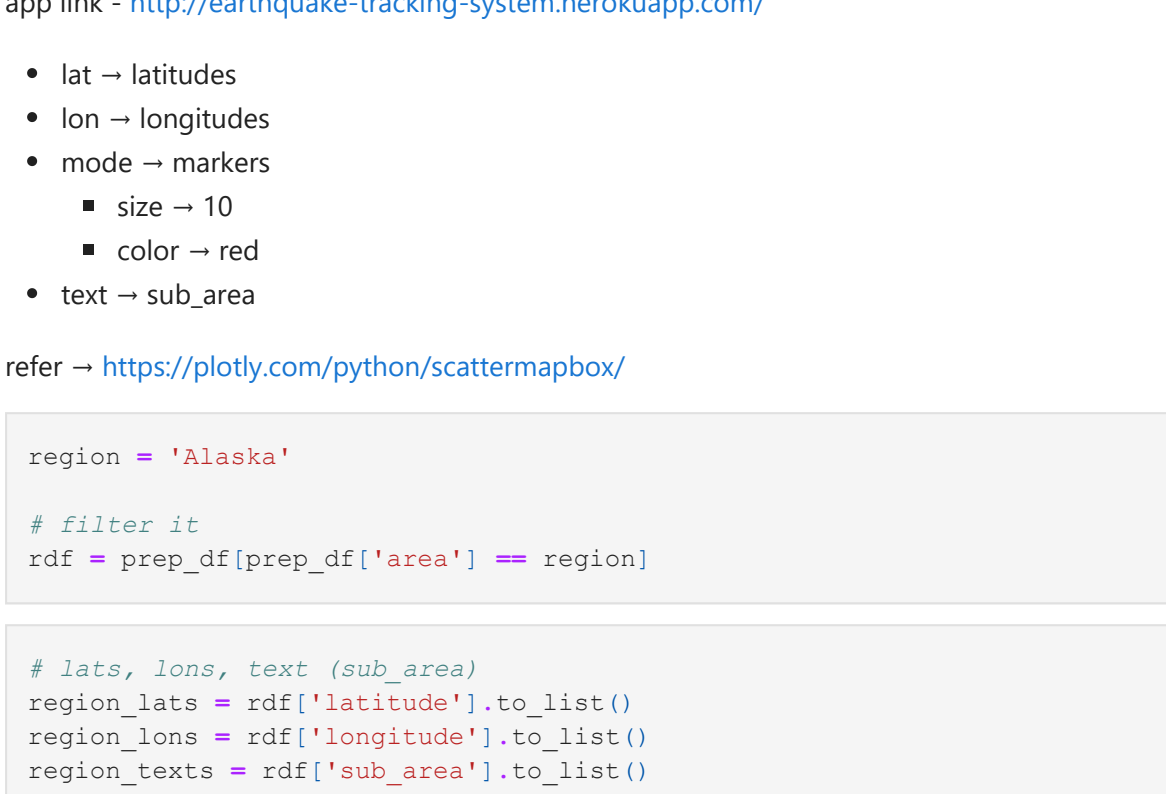 app link - http://earthquake-tracking-system.herokuapp.com/
• lat → latitudes
• lon → longitudes
• mode → markers
▪ size → 10
▪ color → red
• text → sub_area
refer → https://plotly.com/python/scattermapbox/
region = 'Alaska'
# filter it
rdf = prep_df[prep_df['area'] == region]
# lats, lons, text (sub_area)
region_lats = rdf['latitude'].to_list()
region_lons = rdf['longitude'].to_list()
region_texts = rdf['sub_area'].to_list()